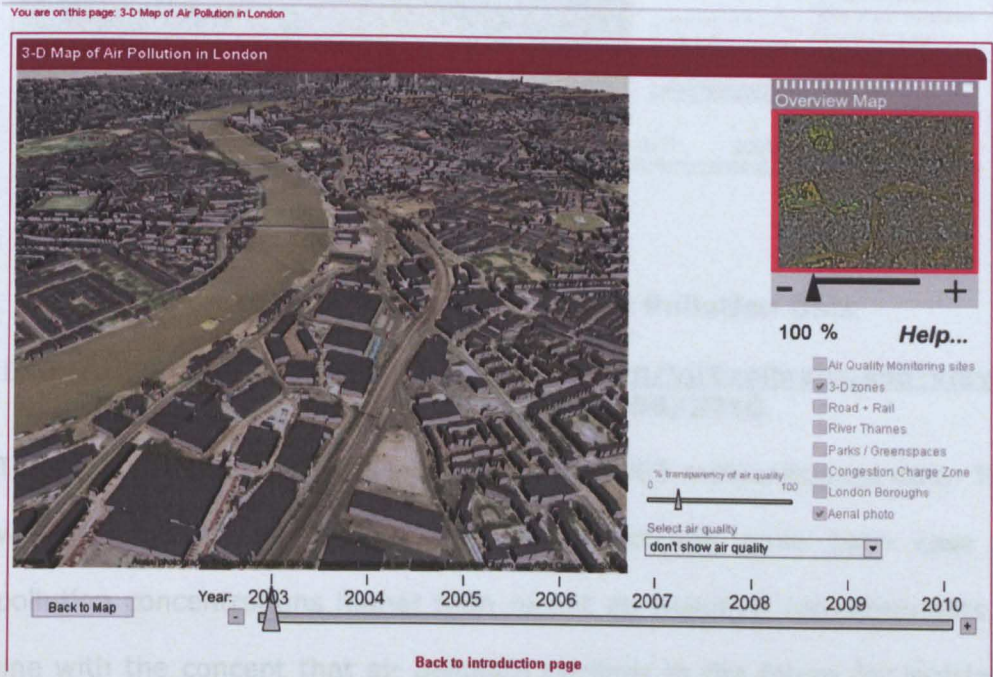 You are on this page: 3-D Map of Air Pollution in London
3-D Map of Air Pollution in London
Overview Map
- +
100 % Help...
Air Quality Monitoring sites
3-D zones
Road + Rail
River Thames
Parks / Greenspaces
Congestion Charge Zone
London Boroughs
Aerial photo
% transparency of air quality
0 100
Select air quality
don't show air quality
Back to Map
Year: 2003 2004 2005 2006 2007 2008 2009 2010
- +
Back to introduction page